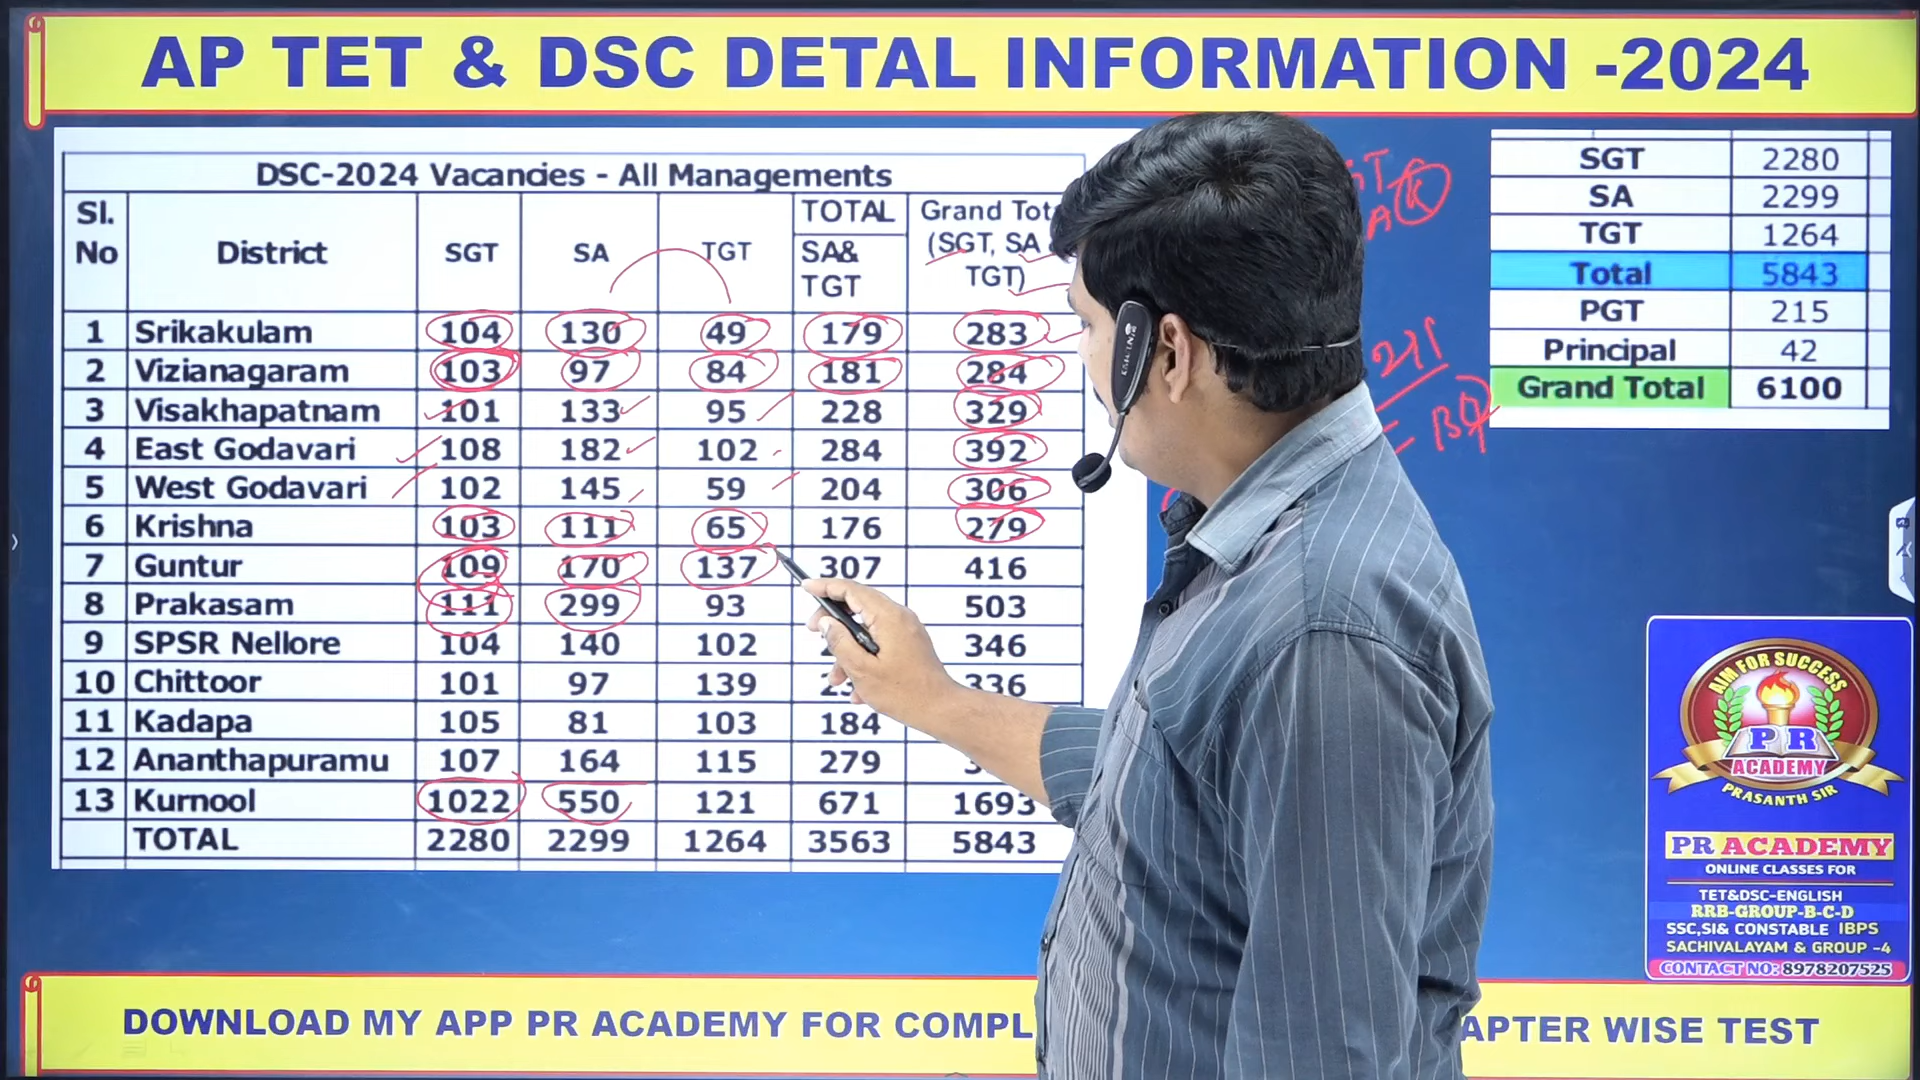 AP TET & DSC DETAL INFORMATION -2024
DSC-2024 Vacancies - All Managements
Sl. No District SGT SA TGT TOTAL SA& TGT Grand (SGT, SA TGT)
1 Srikakulam 104 130 49 179 283
2 Vizianagaram 103 97 84 181 284
3 Visakhapatnam 101 133 95 228 329
4 East Godavari 108 182 102 284 392
5 West Godavari 102 145 59 204 306
6 Krishna 103 111 65 176 279
7 Guntur 109 170 137 307 416
8 Prakasam 111 299 93 503
9 SPSR Nellore 104 140 102 346
10 Chittoor 101 97 139
11 Kadapa 105 81 103 184
12 Ananthapuramu 107 164 115 279
13 Kurnool 1022 550 121 671 1693
TOTAL 2280 2299 1264 3563 5843
SGT 2280
SA 2299
TGT 1264
Total 5843
PGT 215
Principal 42
Grand Total 6100
AIM FOR SUCCESS
PR
ACADEMY
PRASANTH SIR
PR ACADEMY
ONLINE CLASSES FOR
TET&DSC-ENGLISH
RRB-GROUP-B-C-D
SSC,SI& CONSTABLE IBPS
SACHIVALAYAM & GROUP -4
CONTACT NO: 8978207525
DOWNLOAD MY APP PR ACADEMY FOR WISE TEST